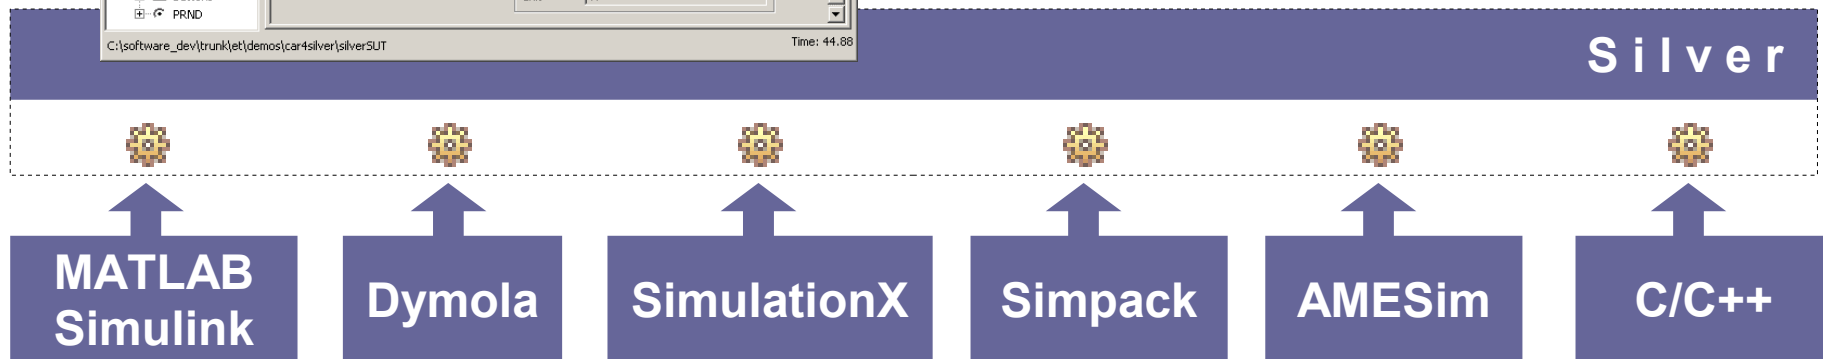 PRND
C:\software_dev\trunk\et\demos\car4silver\silverSUT
Time: 44.88
Silver
MATLAB
Simulink
Dymola
SimulationX
Simpack
AMESim
C/C++